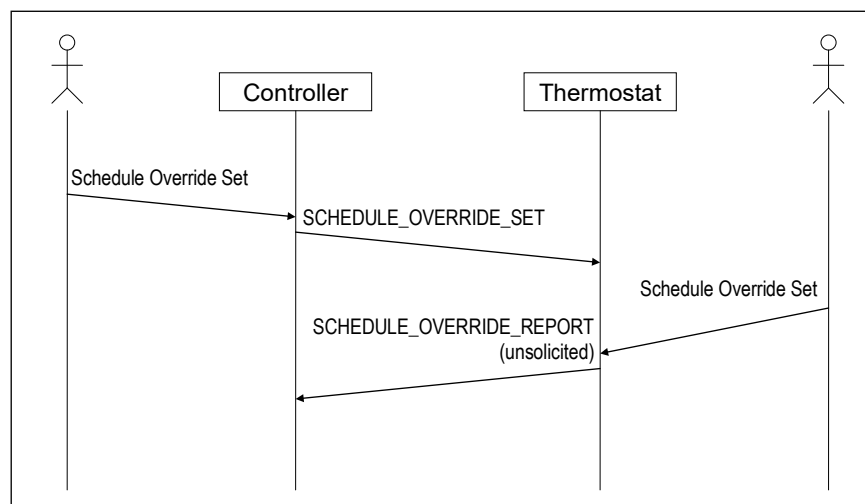 Controller
Thermostat
Schedule Override Set
SCHEDULE_OVERRIDE_SET
Schedule Override Set
SCHEDULE_OVERRIDE_REPORT
(unsolicited)